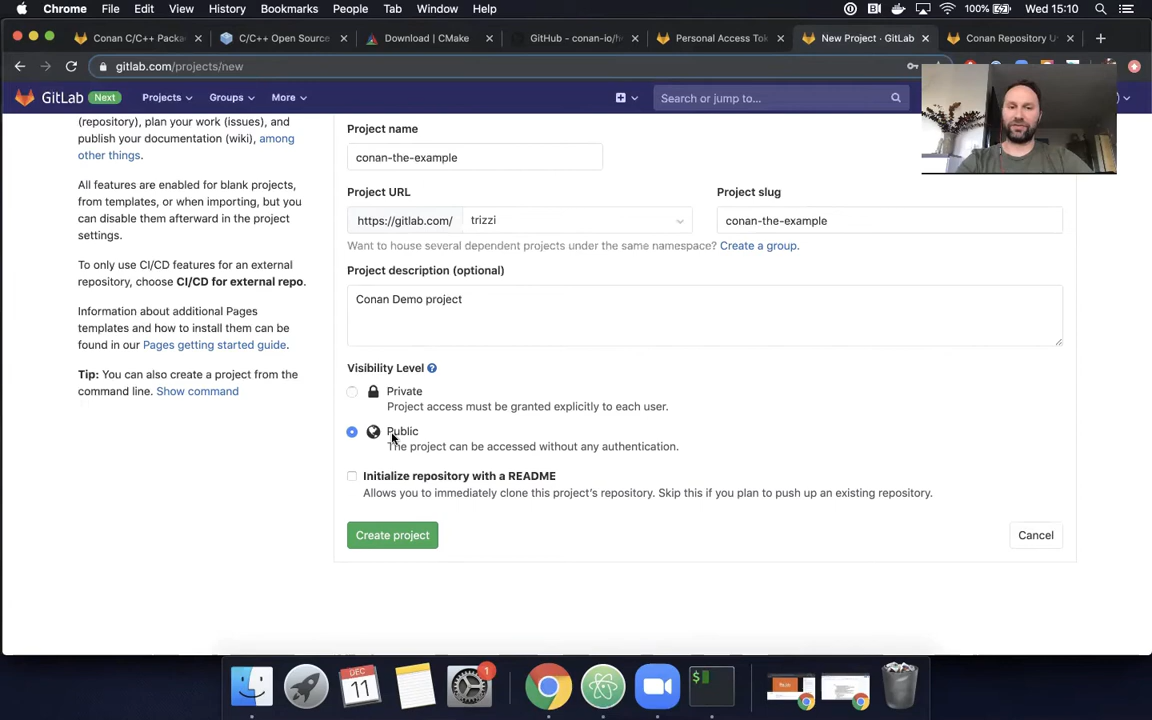 Chrome File Edit View History Bookmarks People Tab Window Help 100% Wed 15:10
Conan C/C++ Packa
C/C++ Open Source
Download | CMake
GitHub - conan-io/h
Personal Access Tok
New Project · GitLab
Conan Repository U
gitlab.com/projects/new
GitLab Next Projects Groups More Search or jump to...
(repository), plan your work (issues), and
publish your documentation (wiki), among
other things.
All features are enabled for blank projects,
from templates, or when importing, but you
can disable them afterward in the project
settings.
To only use CI/CD features for an external
repository, choose CI/CD for external repo.
Information about additional Pages
templates and how to install them can be
found in our Pages getting started guide.
Tip: You can also create a project from the
command line. Show command
Project name
conan-the-example
Project URL
https://gitlab.com/ trizzi
Project slug
conan-the-example
Want to house several dependent projects under the same namespace? Create a group.
Project description (optional)
Conan Demo project
Visibility Level
Private
Project access must be granted explicitly to each user.
Public
The project can be accessed without any authentication.
Initialize repository with a README
Allows you to immediately clone this project's repository. Skip this if you plan to push up an existing repository.
Create project
Cancel
DEC
11
1
$